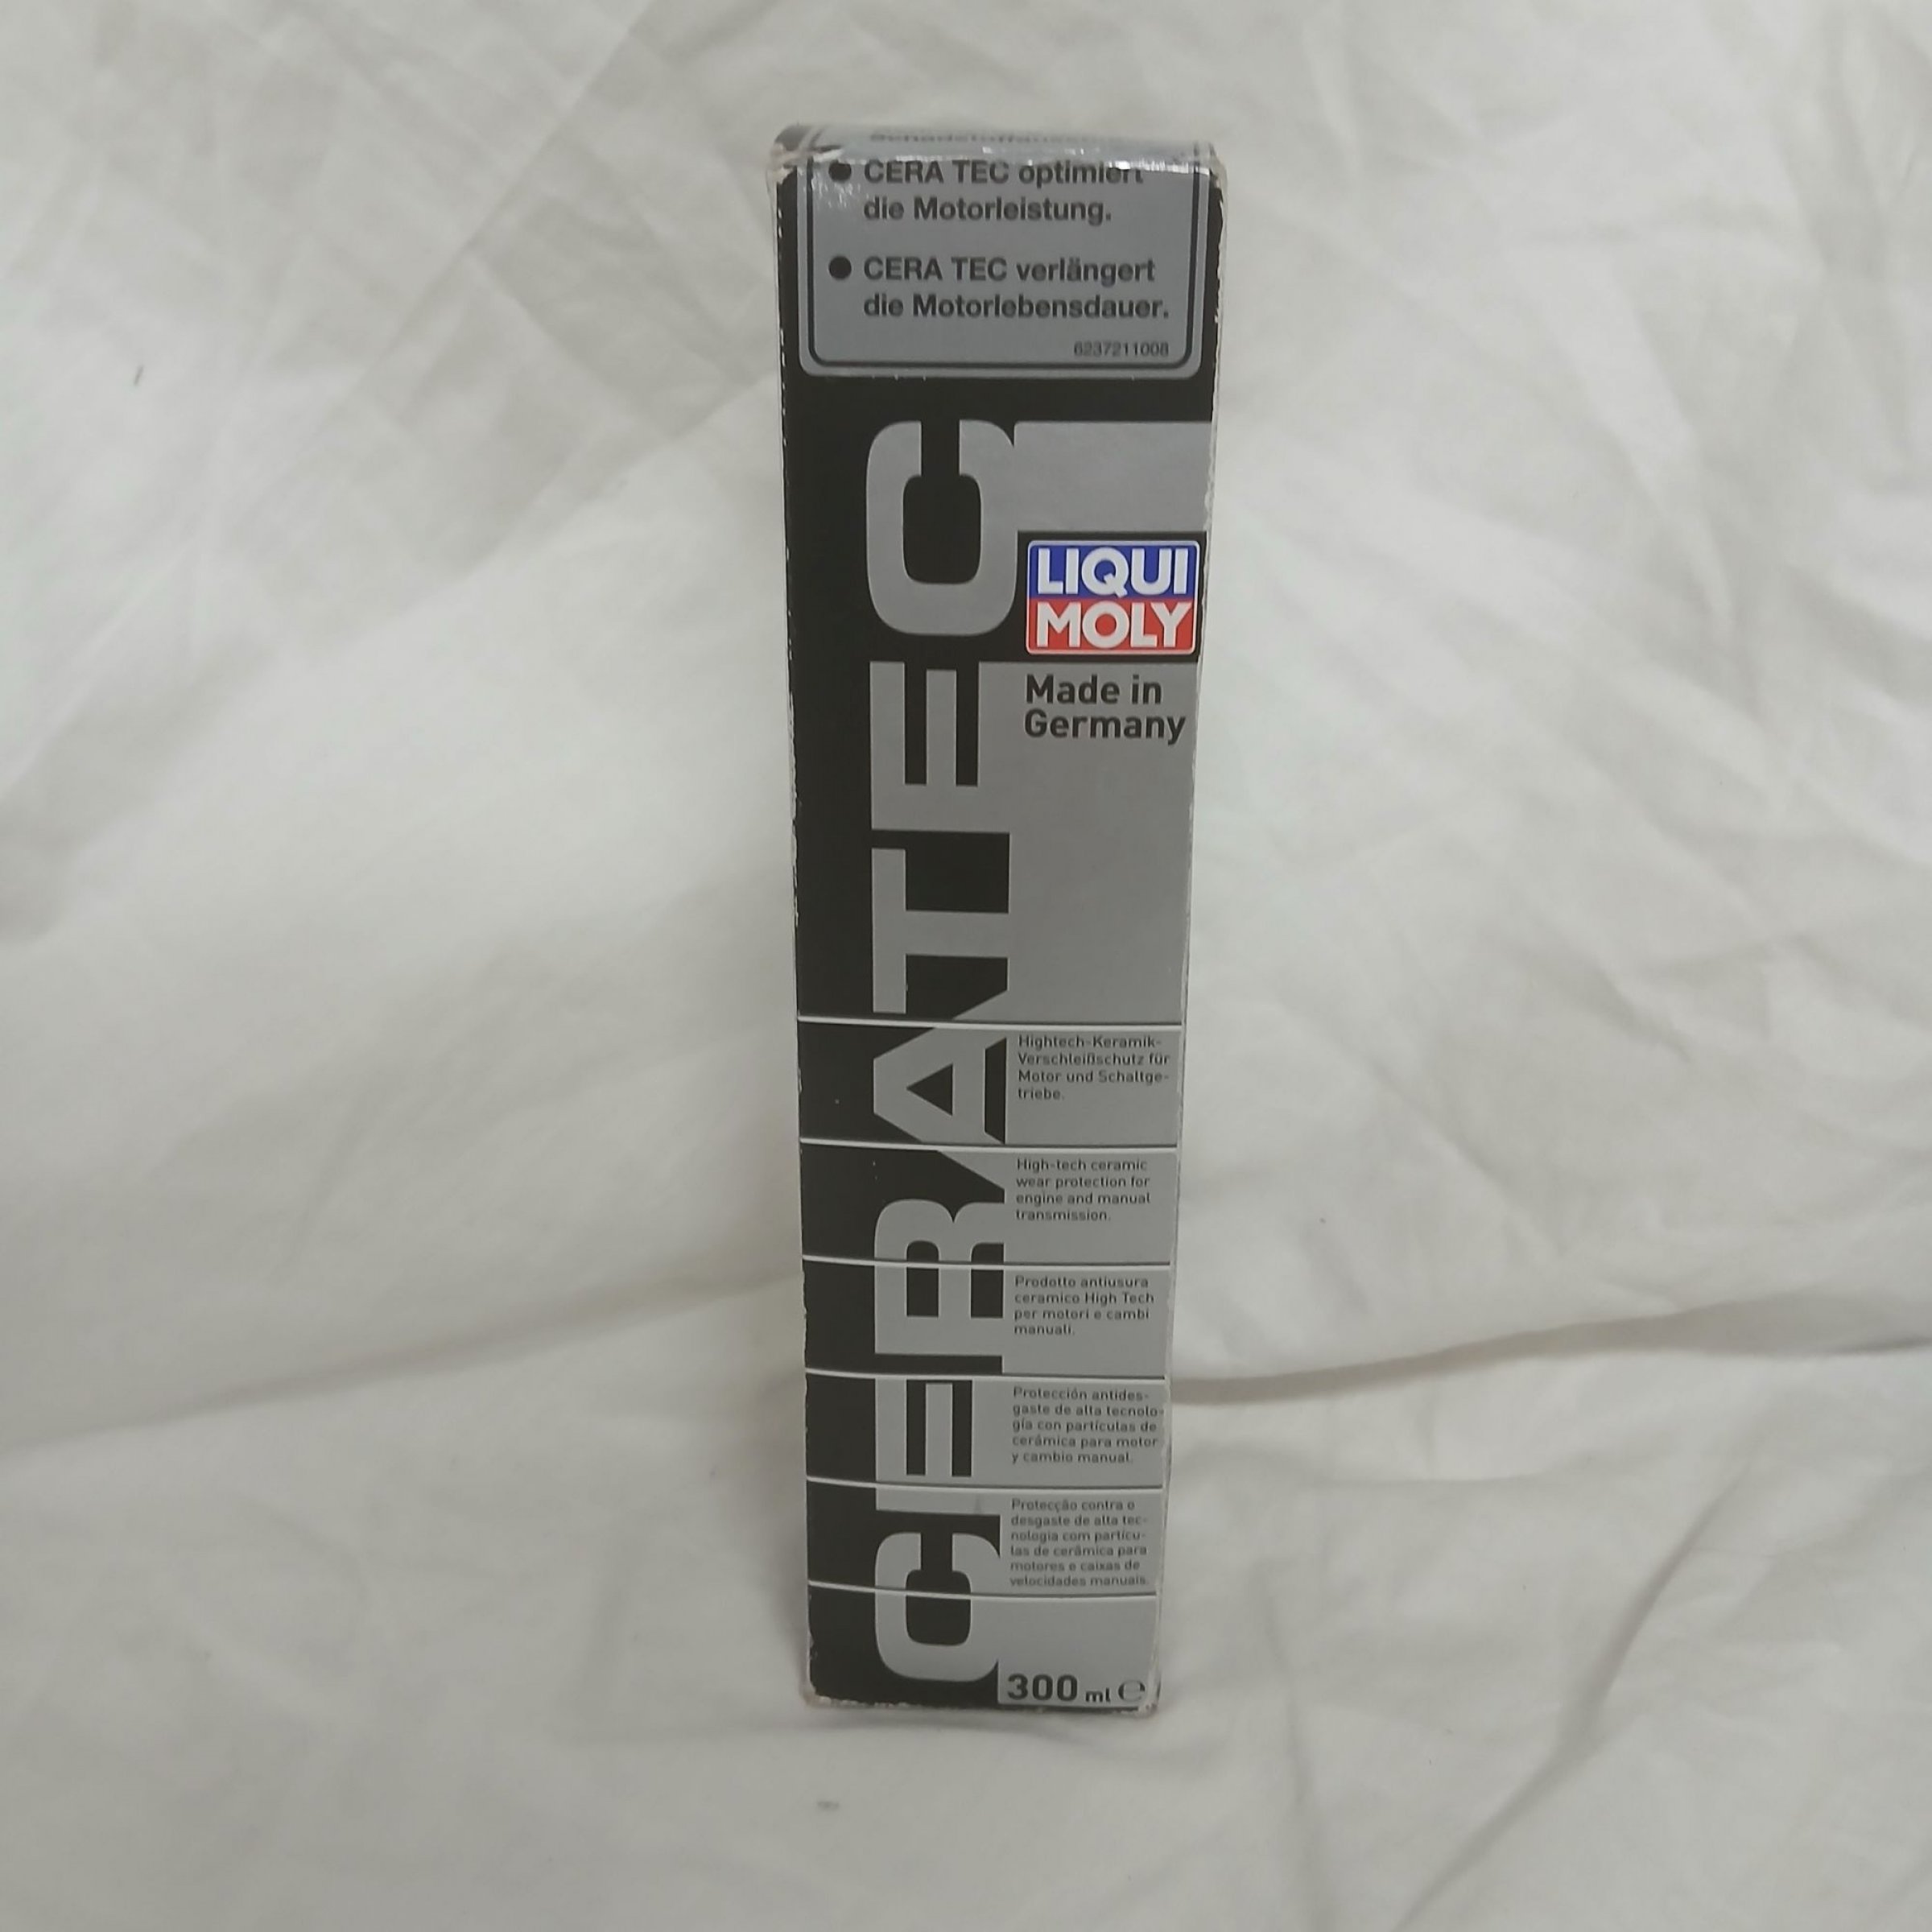 CERA TEC optimiert
die Motorleistung.
CERA TEC verlängert
die Motorlebensdauer.
6237211008
CERATEC
LIQUI
MOLY
Made in
Germany
Hightech-Keramik-
Verschleißschutz für
Motor und Schaltge-
triebe.
High-tech ceramic
wear protection for
engine and manual
transmission.
Prodotto antiusura
ceramico High Tech
per motori e cambi
manuali.
Protección antides-
gaste de alta tecnolo-
gía con partículas de
cerámica para motor
y cambio manual.
Protecção contra o
desgaste de alta tec-
nologia com partícu-
las de cerâmica para
motores e caixas de
velocidades manuais.
300 ml ℮